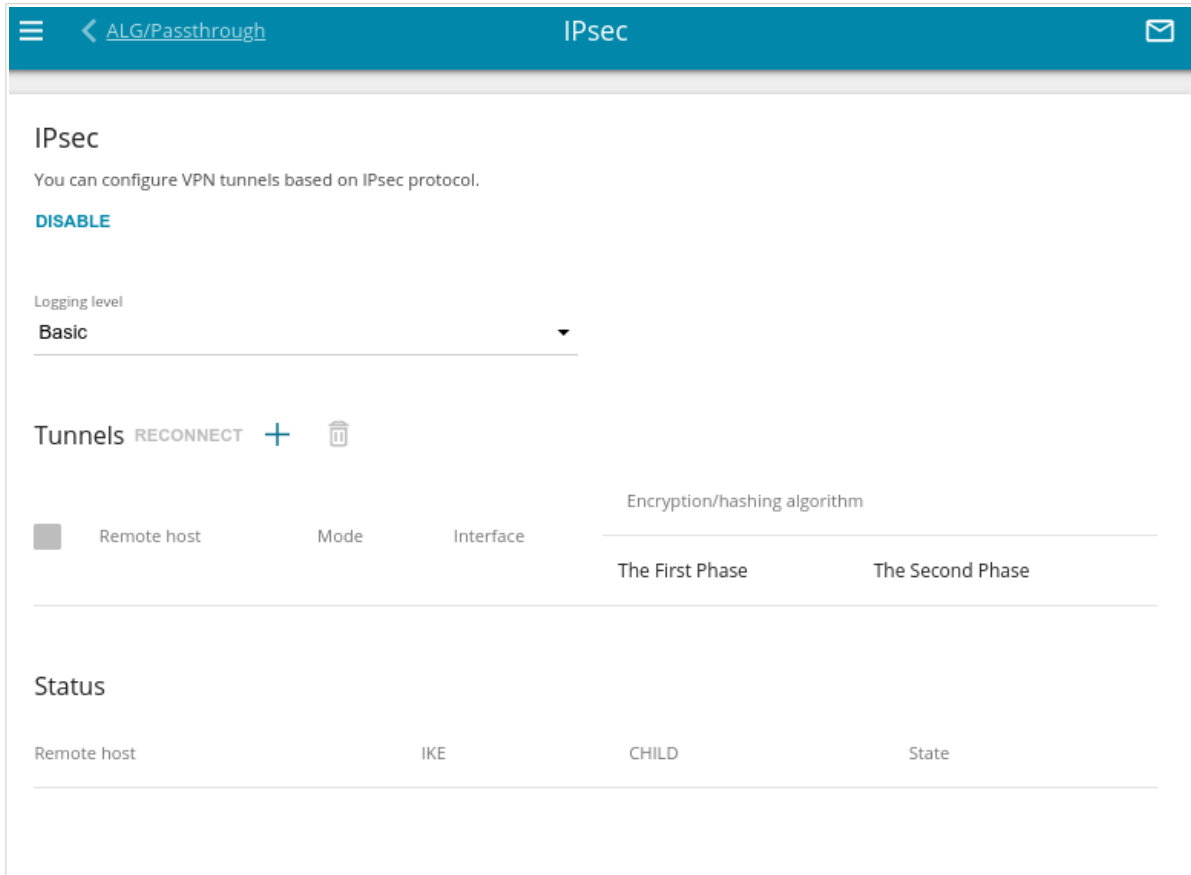 ALG/Passthrough IPsec
IPsec
You can configure VPN tunnels based on IPsec protocol.
DISABLE
Logging level
Basic
Tunnels RECONNECT
Encryption/hashing algorithm
Remote host Mode Interface
The First Phase The Second Phase
Status
Remote host IKE CHILD State